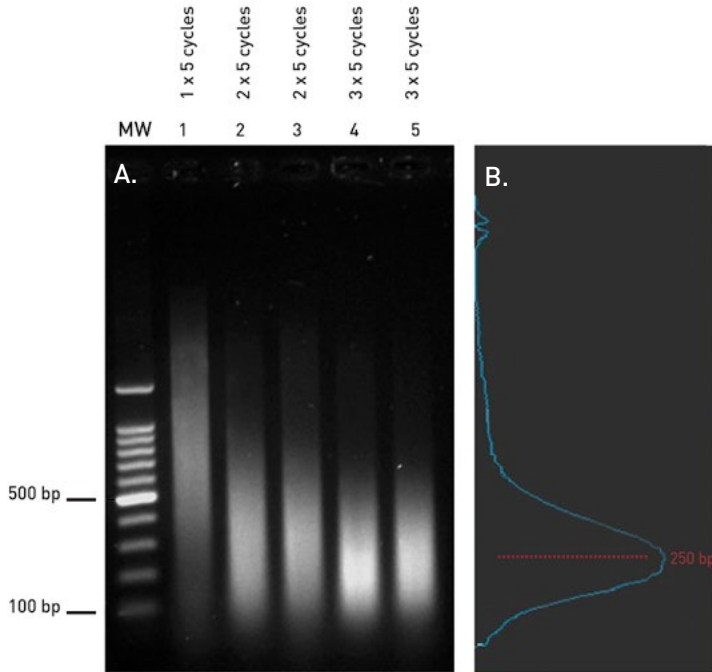 1 x 5 cycles
2 x 5 cycles
2 x 5 cycles
3 x 5 cycles
3 x 5 cycles
MW 1 2 3 4 5
A.
B.
500 bp
250 bp
100 bp